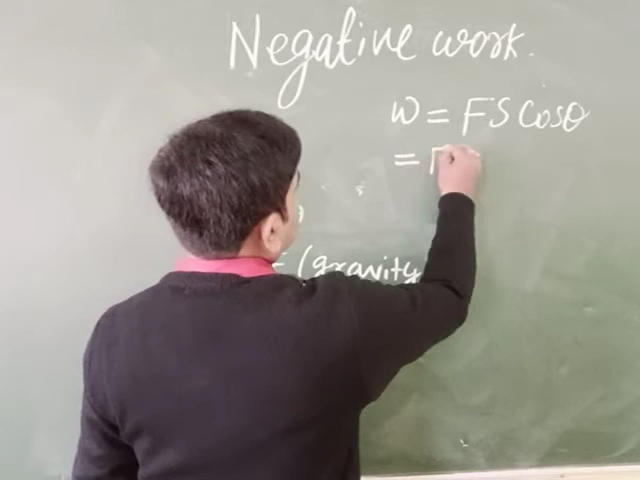 Negative work.
W = FS Cosθ
= F
F (gravity